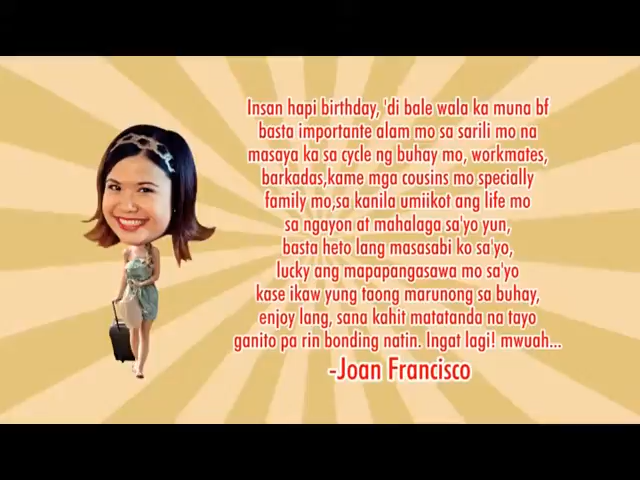 Insan hapi birthday, 'di bale wala ka muna bf
basta importante alam mo sa sarili mo na
masaya ka sa cycle ng buhay mo, workmates,
barkadas,kame mga cousins mo specially
family mo,sa kanila umiikot ang life mo
sa ngayon at mahalaga sa'yo yun,
basta heto lang masasabi ko sa'yo,
lucky ang mapapangasawa mo sa'yo
kase ikaw yung taong marunong sa buhay,
enjoy lang, sana kahit matatanda na tayo
ganito pa rin bonding natin. Ingat lagi! mwuah...
-Joan Francisco